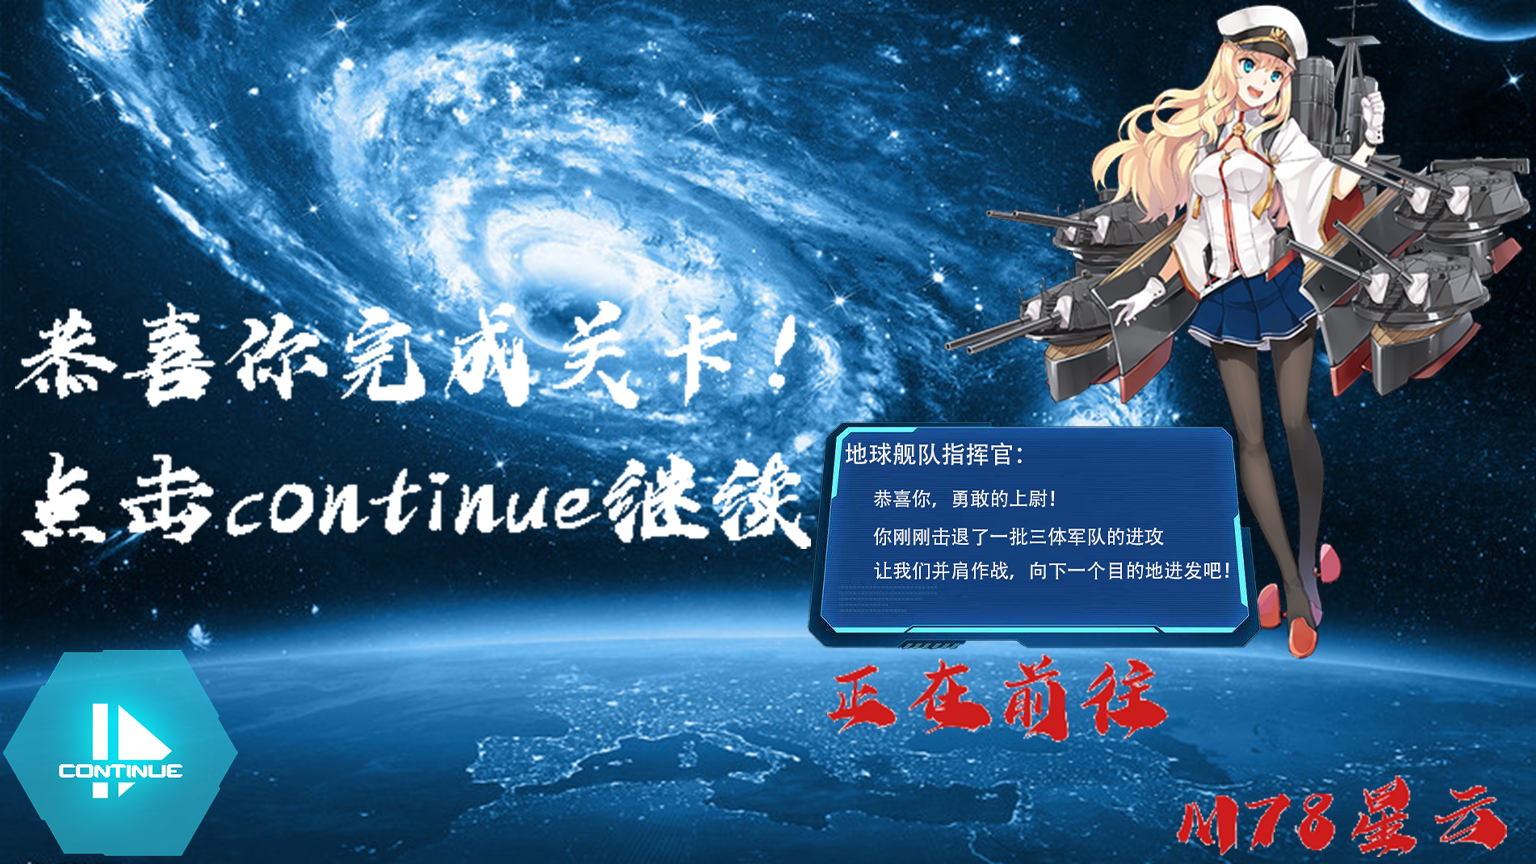 恭喜你完成关卡！
点击continue继续
地球舰队指挥官：
恭喜你，勇敢的上尉！
你刚刚击退了一批三体军队的进攻
让我们并肩作战，向下一个目的地进发吧！
正在前往
CONTINUE
M78星云